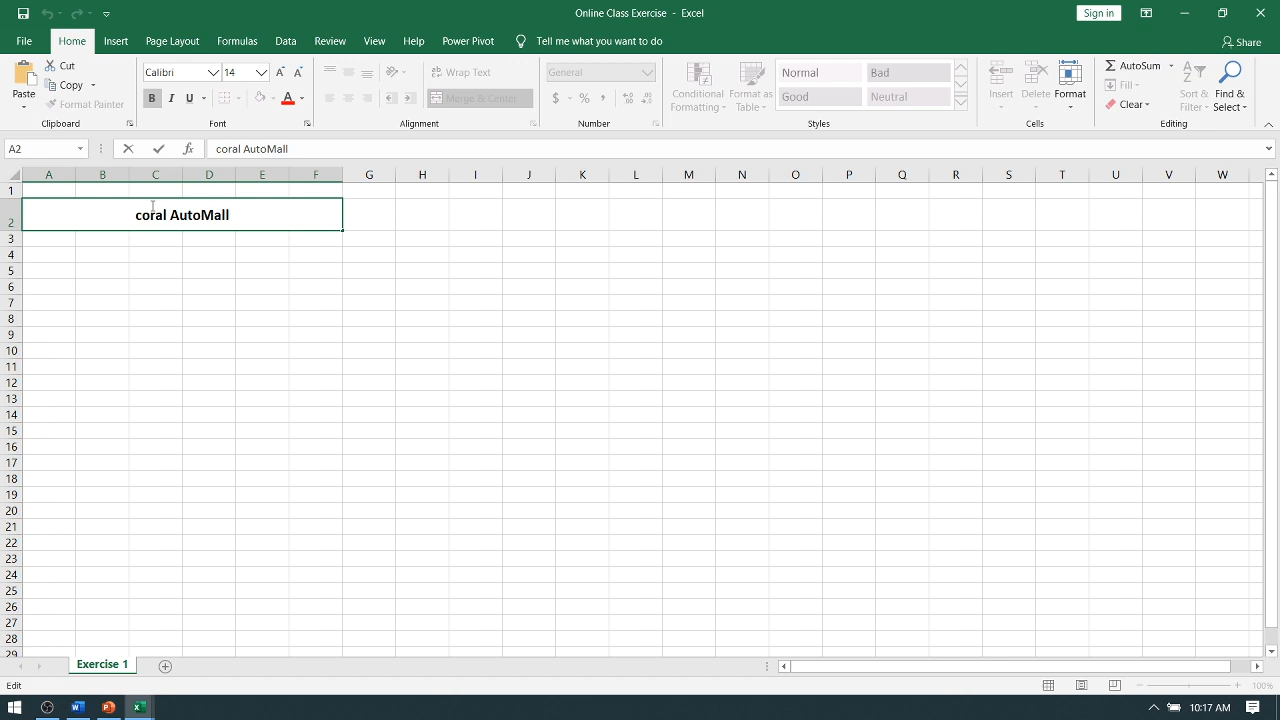 Online Class Exercise - Excel
Sign in
File Home Insert Page Layout Formulas Data Review View Help Power Pivot Tell me what you want to do Share
Paste
Cut
Copy
Format Painter
Clipboard
Calibri 14
B I U
Font
Wrap Text
Merge & Center
Alignment
General
$ % ,
Number
Conditional Formatting
Format as Table
Normal Bad
Good Neutral
Styles
Insert Delete Format
Cells
AutoSum
Fill
Clear
Sort & Filter
Find & Select
Editing
A2 fx coral AutoMall
A B C D E F G H I J K L M N O P Q R S T U V W
1
2 coral AutoMall
3
4
5
6
7
8
9
10
11
12
13
14
15
16
17
18
19
20
21
22
23
24
25
26
27
28
29
Exercise 1
Edit 100%
10:17 AM